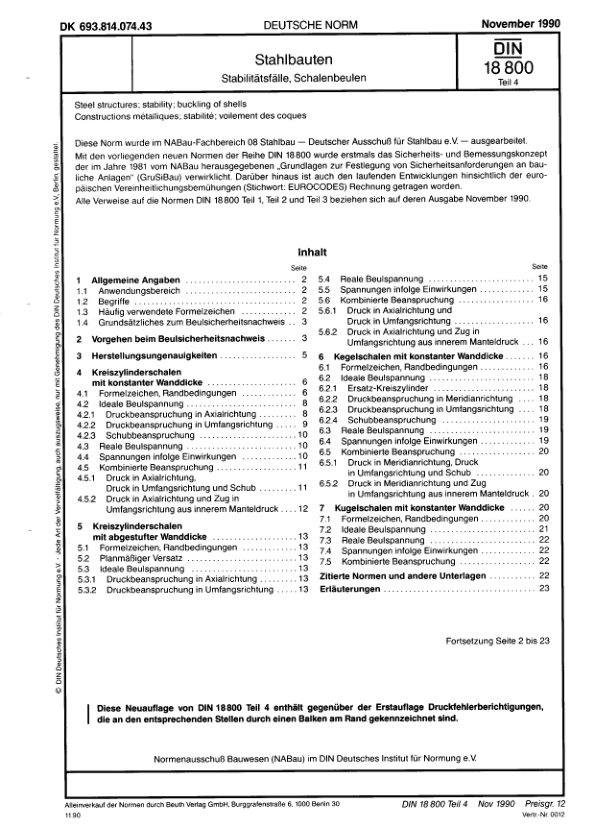 DK 693.814.074.43
DEUTSCHE NORM
November 1990
Stahlbauten
Stabilitätsfälle, Schalenbeulen
DIN
18 800
Teil 4
Steel structures; stability; buckling of shells
Constructions métalliques; stabilité; voilement des coques
Diese Norm wurde im NABau-Fachbereich 08 Stahlbau — Deutscher Ausschuß für Stahlbau e.V. — ausgearbeitet.
Mit den vorliegenden neuen Normen der Reihe DIN 18 800 wurde erstmals das Sicherheits- und Bemessungskonzept
der im Jahre 1981 vom NABau herausgegebenen „Grundlagen zur Festlegung von Sicherheitsanforderungen an bau-
liche Anlagen" (GruSiBau) verwirklicht. Darüber hinaus ist auch den laufenden Entwicklungen hinsichtlich der euro-
päischen Vereinheitlichungsbemühungen (Stichwort: EUROCODES) Rechnung getragen worden.
Alle Verweise auf die Normen DIN 18 800 Teil 1, Teil 2 und Teil 3 beziehen sich auf deren Ausgabe November 1990.
Inhalt
Seite
1 Allgemeine Angaben 2
1.1 Anwendungsbereich 2
1.2 Begriffe 2
1.3 Häufig verwendete Formelzeichen 2
1.4 Grundsätzliches zum Beulsicherheitsnachweis 3
2 Vorgehen beim Beulsicherheitsnachweis 3
3 Herstellungsungenauigkeiten 5
4 Kreiszylinderschalen
mit konstanter Wanddicke 6
4.1 Formelzeichen, Randbedingungen 6
4.2 Ideale Beulspannung 8
4.2.1 Druckbeanspruchung in Axialrichtung 8
4.2.2 Druckbeanspruchung in Umfangsrichtung 9
4.2.3 Schubbeanspruchung 10
4.3 Reale Beulspannung 10
4.4 Spannungen infolge Einwirkungen 10
4.5 Kombinierte Beanspruchung 11
4.5.1 Druck in Axialrichtung,
Druck in Umfangsrichtung und Schub 11
4.5.2 Druck in Axialrichtung und Zug in
Umfangsrichtung aus innerem Manteldruck 12
5 Kreiszylinderschalen
mit abgestufter Wanddicke 13
5.1 Formelzeichen, Randbedingungen 13
5.2 Planmäßiger Versatz 13
5.3 Ideale Beulspannung 13
5.3.1 Druckbeanspruchung in Axialrichtung 13
5.3.2 Druckbeanspruchung in Umfangsrichtung 13
Seite
5.4 Reale Beulspannung 15
5.5 Spannungen infolge Einwirkungen 15
5.6 Kombinierte Beanspruchung 16
5.6.1 Druck in Axialrichtung und
Druck in Umfangsrichtung 16
5.6.2 Druck in Axialrichtung und Zug in
Umfangsrichtung aus innerem Manteldruck 16
6 Kegelschalen mit konstanter Wanddicke 16
6.1 Formelzeichen, Randbedingungen 16
6.2 Ideale Beulspannung 18
6.2.1 Ersatz-Kreiszylinder 18
6.2.2 Druckbeanspruchung in Meridianrichtung 18
6.2.3 Druckbeanspruchung in Umfangsrichtung 18
6.2.4 Schubbeanspruchung 19
6.3 Reale Beulspannung 19
6.4 Spannungen infolge Einwirkungen 19
6.5 Kombinierte Beanspruchung 20
6.5.1 Druck in Meridianrichtung, Druck
in Umfangsrichtung und Schub 20
6.5.2 Druck in Meridianrichtung und Zug
in Umfangsrichtung aus innerem Manteldruck 20
7 Kugelschalen mit konstanter Wanddicke 20
7.1 Formelzeichen, Randbedingungen 20
7.2 Ideale Beulspannung 21
7.3 Reale Beulspannung 22
7.4 Spannungen infolge Einwirkungen 22
7.5 Kombinierte Beanspruchung 22
Zitierte Normen und andere Unterlagen 22
Erläuterungen 23
Fortsetzung Seite 2 bis 23
Diese Neuauflage von DIN 18 800 Teil 4 enthält gegenüber der Erstauflage Druckfehlerberichtigungen,
die an den entsprechenden Stellen durch einen Balken am Rand gekennzeichnet sind.
Normenausschuß Bauwesen (NABau) im DIN Deutsches Institut für Normung e.V.
Alleinverkauf der Normen durch Beuth Verlag GmbH, Burggrafenstraße 6, 1000 Berlin 30
11.90
DIN 18 800 Teil 4 Nov 1990 Preisgr. 12
Vertr.-Nr. 0012
© DIN Deutsches Institut für Normung e.V. · Jede Art der Vervielfältigung, auch auszugsweise, nur mit Genehmigung des DIN Deutsches Institut für Normung e.V., Berlin, gestattet.